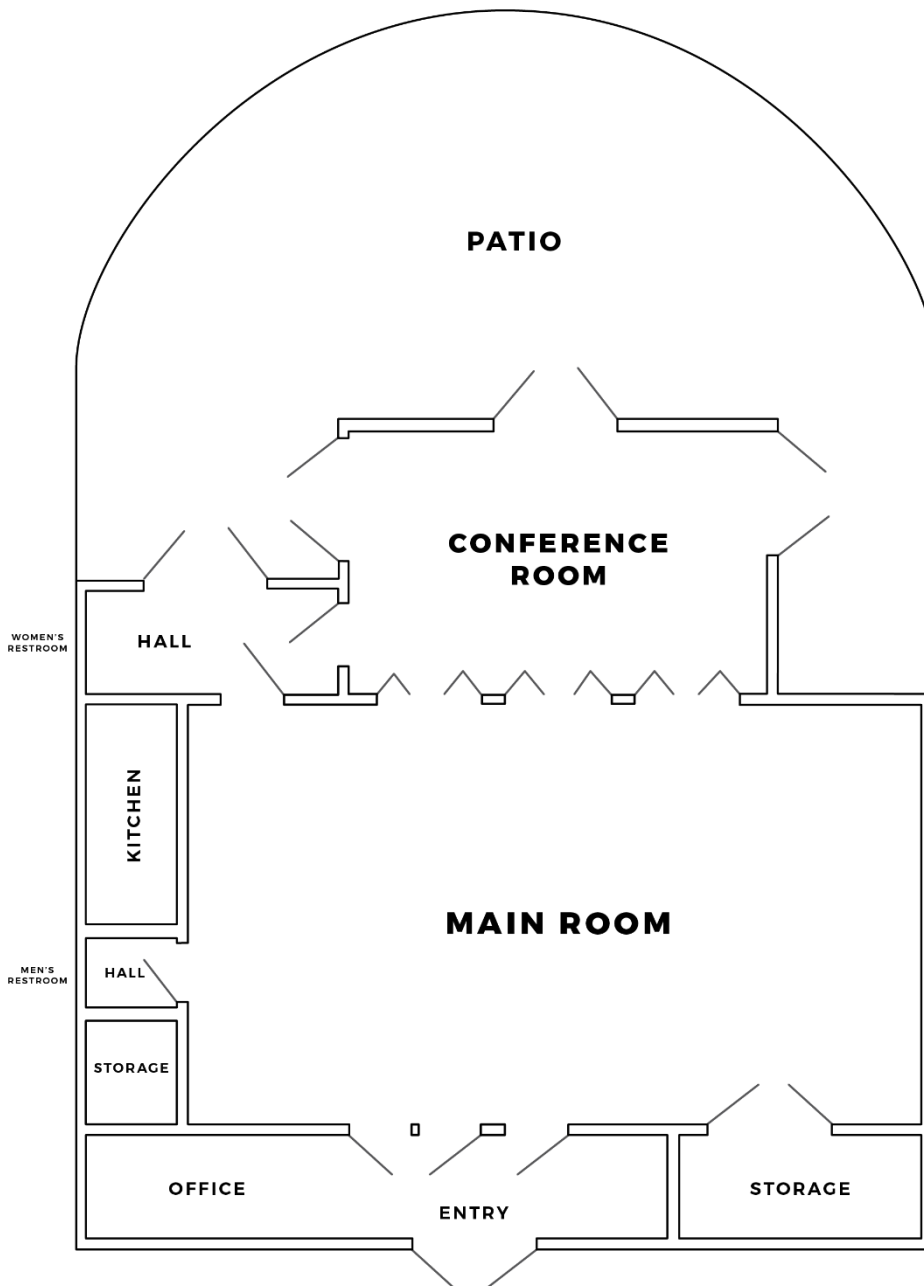 PATIO
CONFERENCE
ROOM
WOMEN'S
RESTROOM
HALL
KITCHEN
MAIN ROOM
MEN'S
RESTROOM
HALL
STORAGE
OFFICE
ENTRY
STORAGE